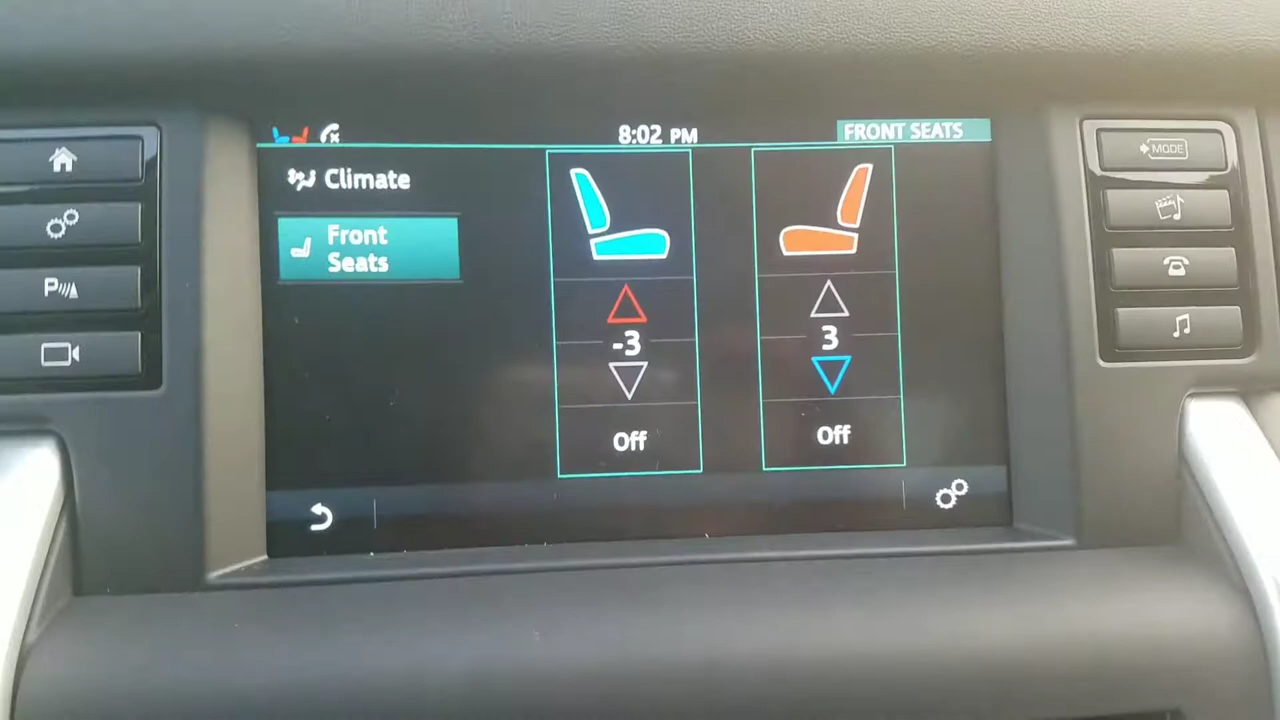 8:02 PM
FRONT SEATS
Climate
Front
Seats
-3
3
Off
Off
P
MODE